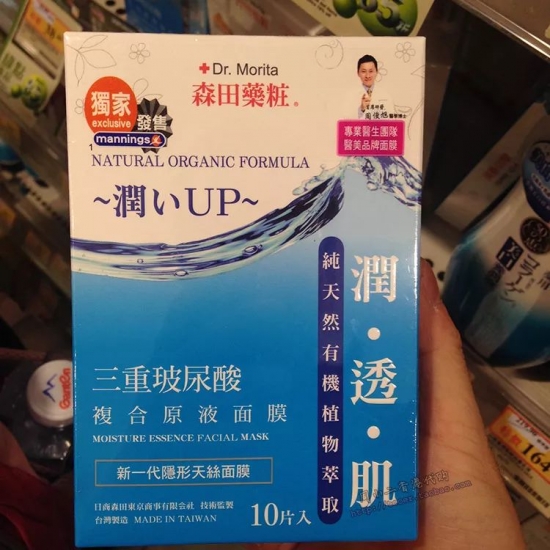 Dr. Morita
森田藥粧
獨家
exclusive
發售
mannings
NATURAL ORGANIC FORMULA
~潤いUP~
專業醫生團隊
醫美品牌面膜
潤・透・肌
純天然有機植物萃取
三重玻尿酸
複合原液面膜
MOISTURE ESSENCE FACIAL MASK
新一代隱形天絲面膜
日商森田東京商事有限会社 技術監製
台灣製造 MADE IN TAIWAN
10片入
164